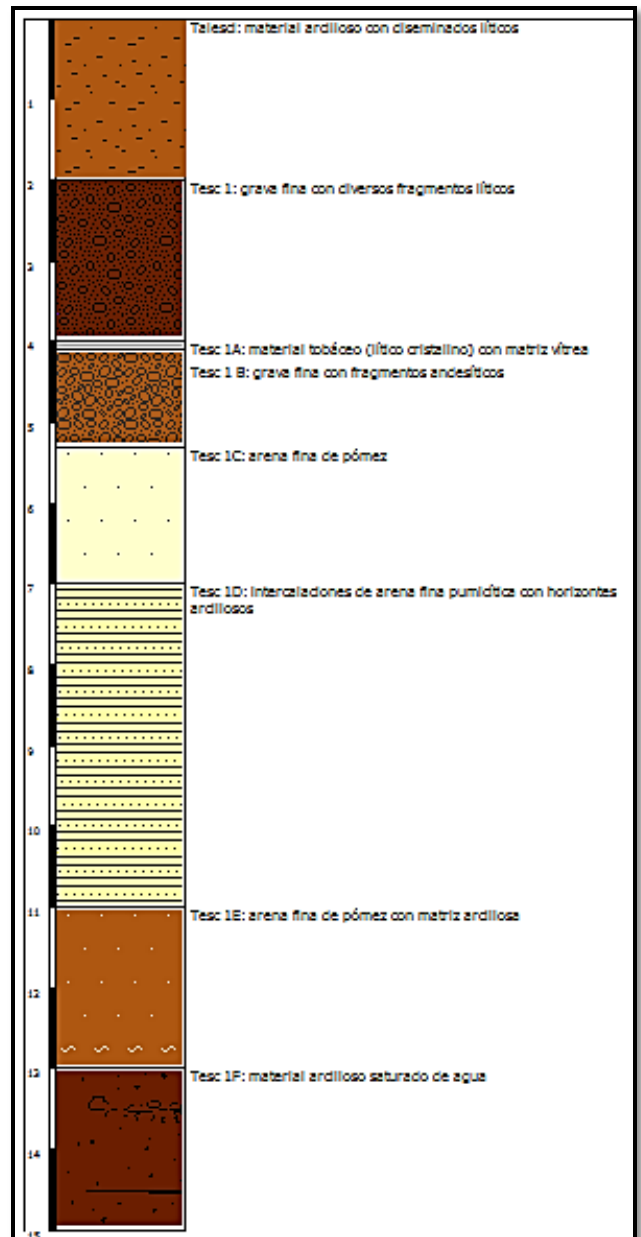 Talesd: material arcilloso con diseminados líticos
1
2
Tesc 1: grava fina con diversos fragmentos líticos
3
4
Tesc 1A: material tobáceo (lítico cristalino) con matriz vítrea
Tesc 1 B: grava fina con fragmentos andesíticos
5
Tesc 1C: arena fina de pómez
6
7
Tesc 1D: intercalaciones de arena fina pumicítica con horizontes
arcillosos
8
9
10
11
Tesc 1E: arena fina de pómez con matriz arcillosa
12
13
Tesc 1F: material arcilloso saturado de agua
14
15